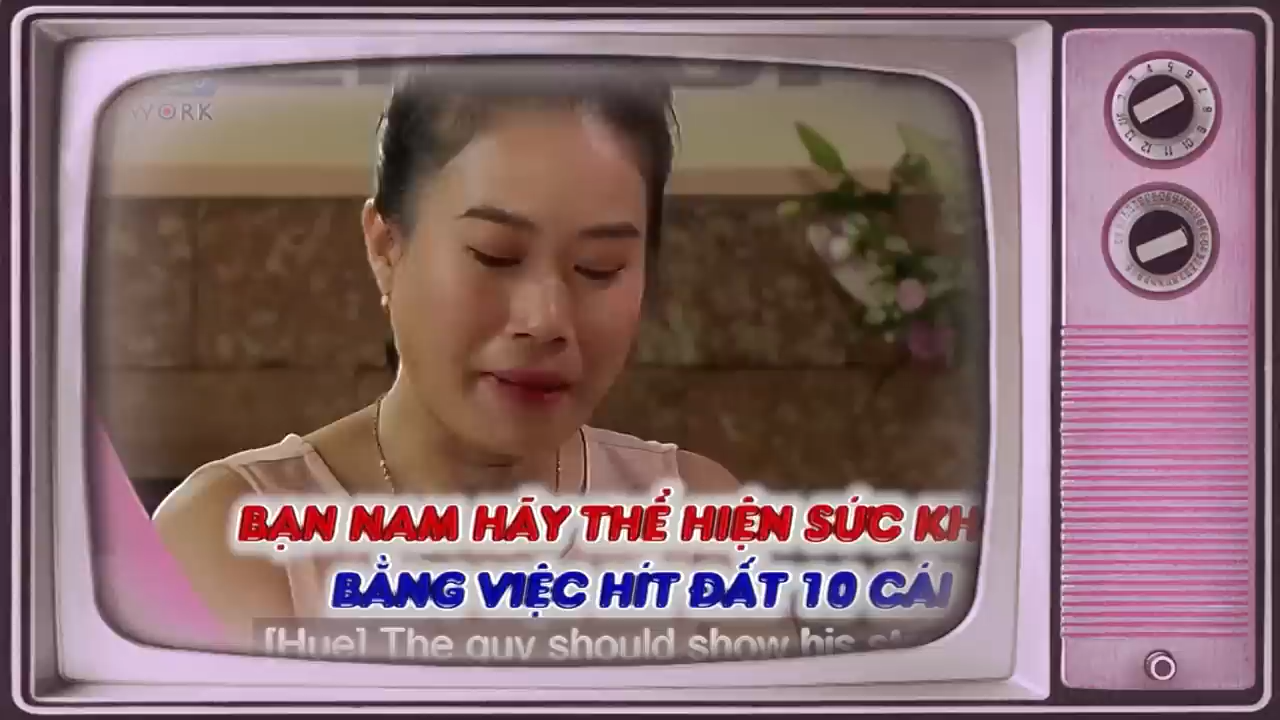 WORK
BẠN NAM HÃY THỂ HIỆN SỨC KH
BẰNG VIỆC HÍT ĐẤT 10 CÁI
[Hue] The guy should show his